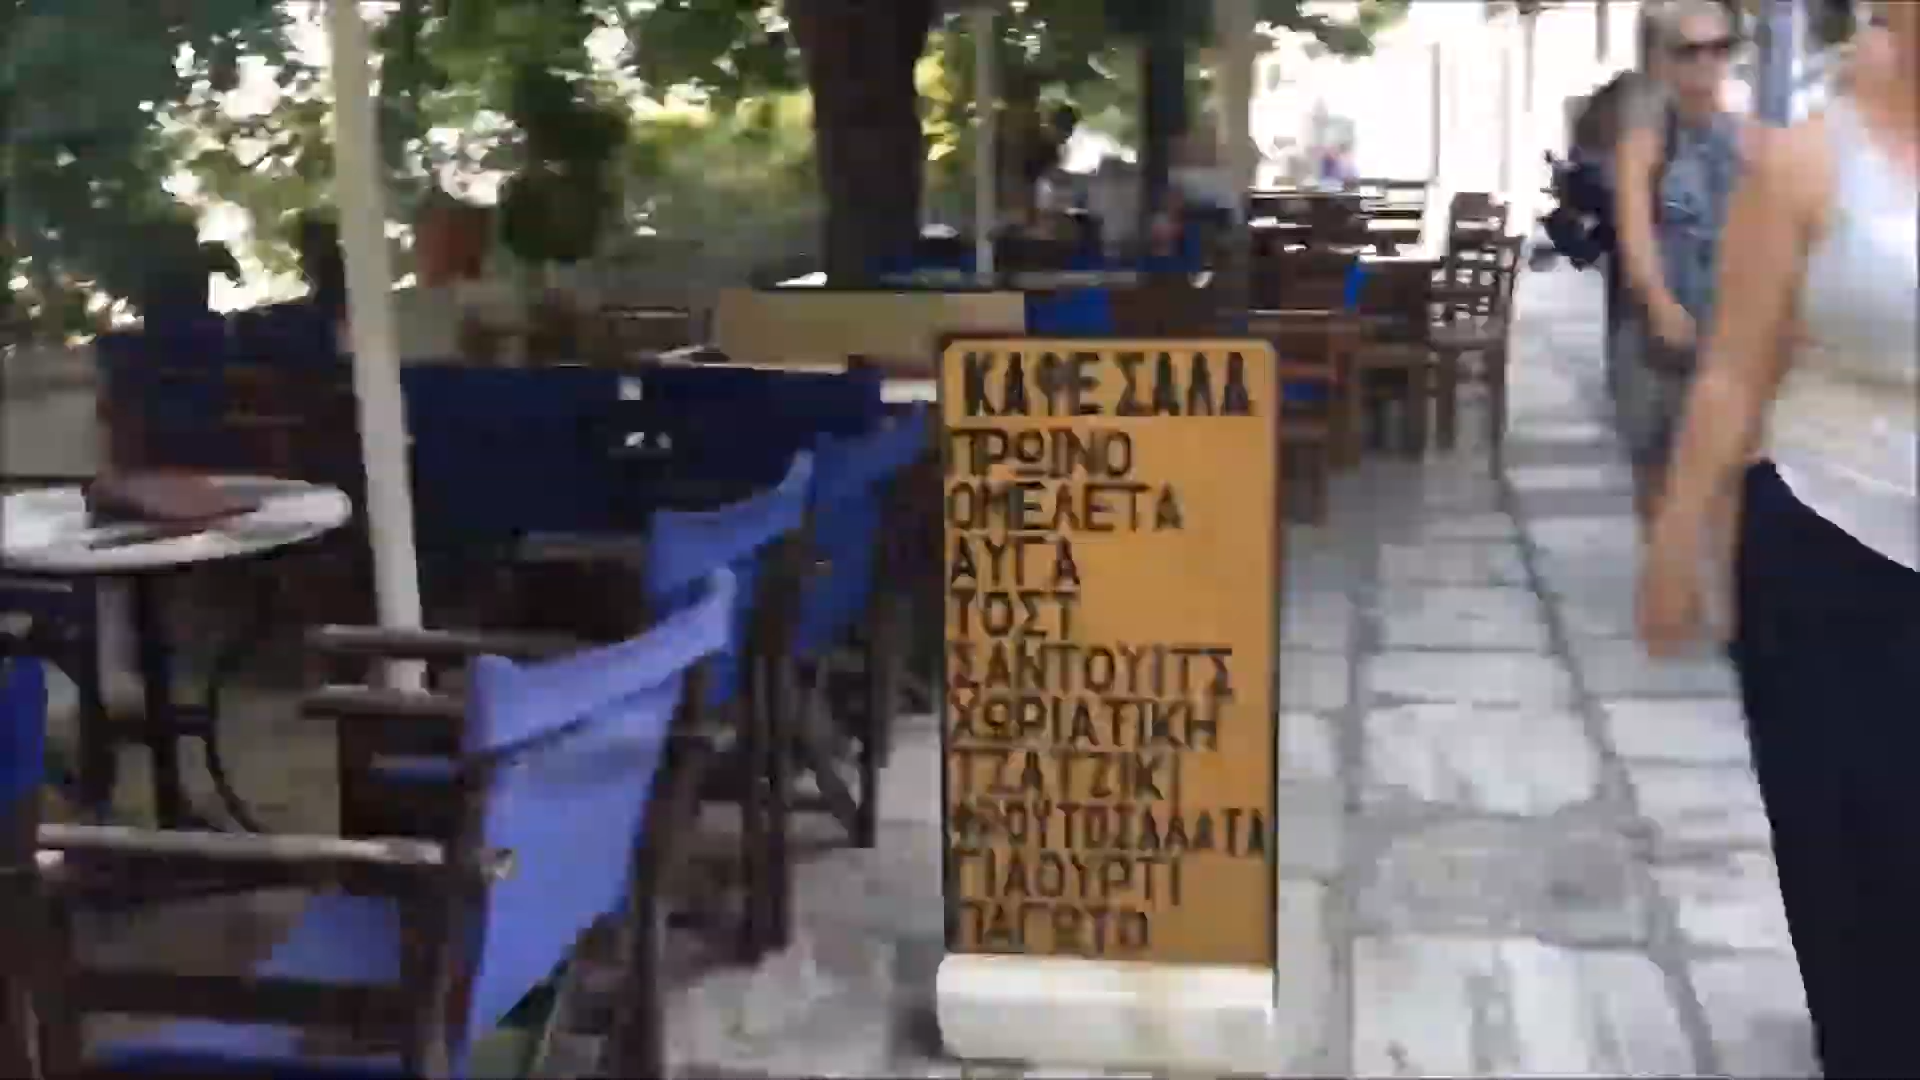 ΚΑΦΕ ΣΑΛΑ
ΠΡΩΙΝΟ
ΟΜΕΛΕΤΑ
ΑΥΓΑ
ΤΟΣΤ
ΣΑΝΤΟΥΙΤΣ
ΧΩΡΙΑΤΙΚΗ
ΤΖΑΤΖΙΚΙ
ΦΡΟΥΤΟΣΑΛΑΤΑ
ΓΙΑΟΥΡΤΙ
ΠΑΓΩΤΟ